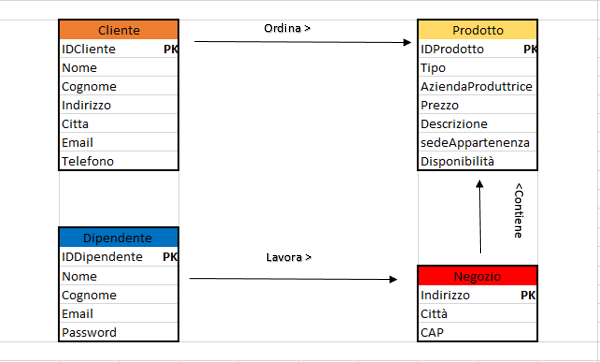 Cliente
IDCliente PK
Nome
Cognome
Indirizzo
Citta
Email
Telefono
Ordina >
Prodotto
IDProdotto PK
Tipo
AziendaProduttrice
Prezzo
Descrizione
sedeAppartenenza
Disponibilità
<Contiene
Dipendente
IDDipendente PK
Nome
Cognome
Email
Password
Lavora >
Negozio
Indirizzo PK
Città
CAP